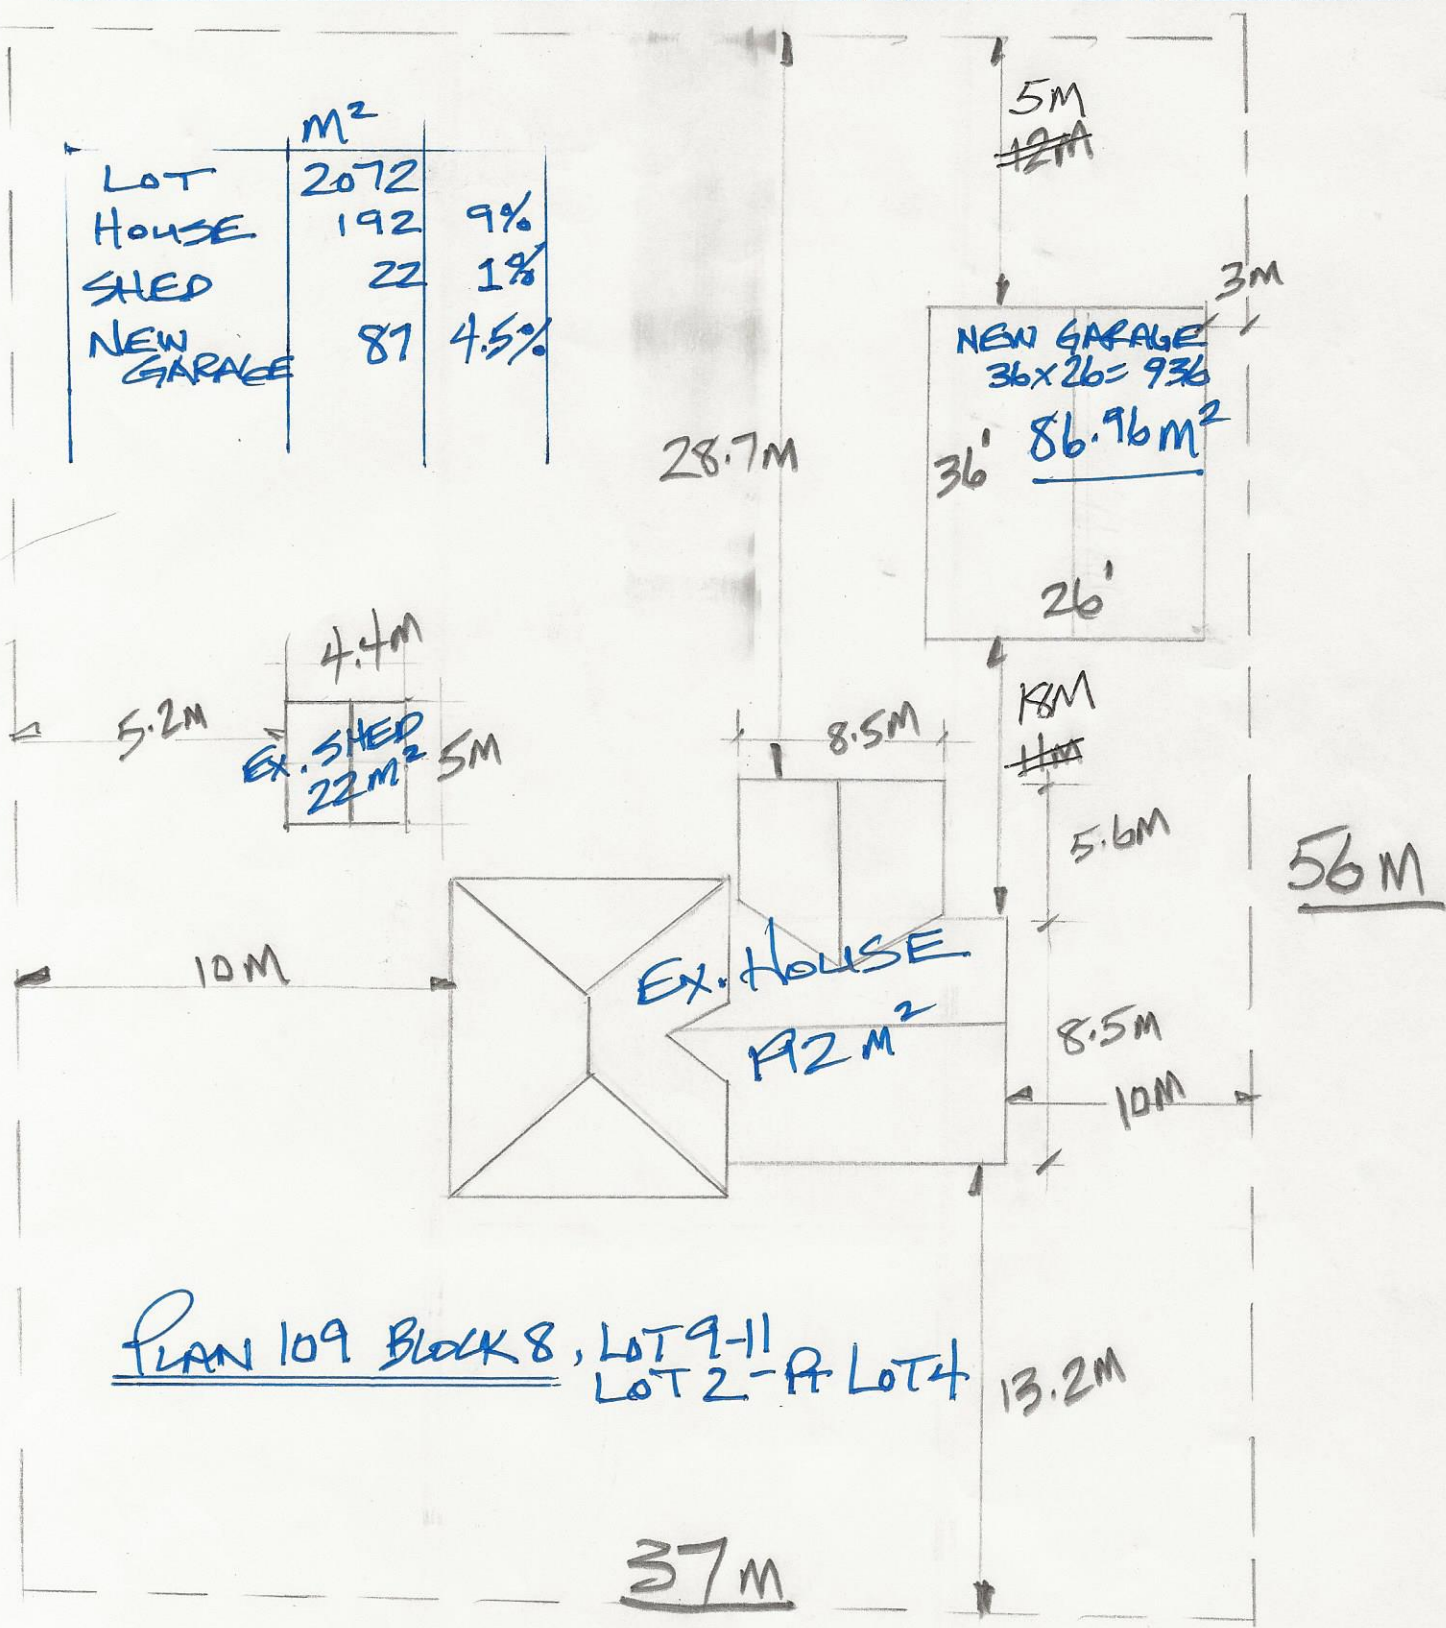 m²
LOT 2072
HOUSE 192 9%
SHED 22 1%
NEW GARAGE 87 4.5%
5M
12M
3M
NEW GARAGE
36x26= 936
86.96m²
36'
26'
28.7M
4.4M
5.2M
EX. SHED
22m²
5M
8.5M
18M
11M
5.6M
56M
10M
EX. HOUSE
192 M²
8.5M
10M
PLAN 109 BLOCK 8, LOT 9-11
LOT 2 - Pt LOT 4
13.2M
37M